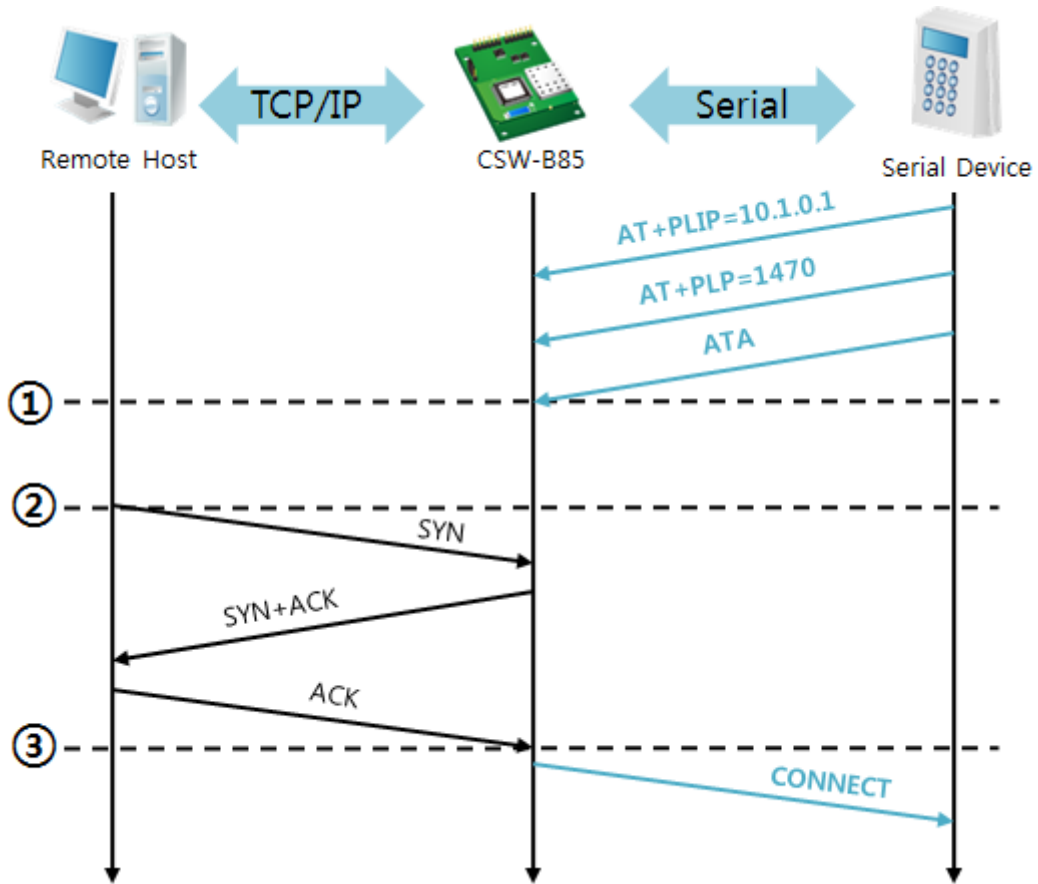 TCP/IP
Serial
Remote Host
CSW-B85
Serial Device
AT+PLIP=10.1.0.1
AT+PLP=1470
ATA
①
②
SYN
SYN+ACK
ACK
③
CONNECT